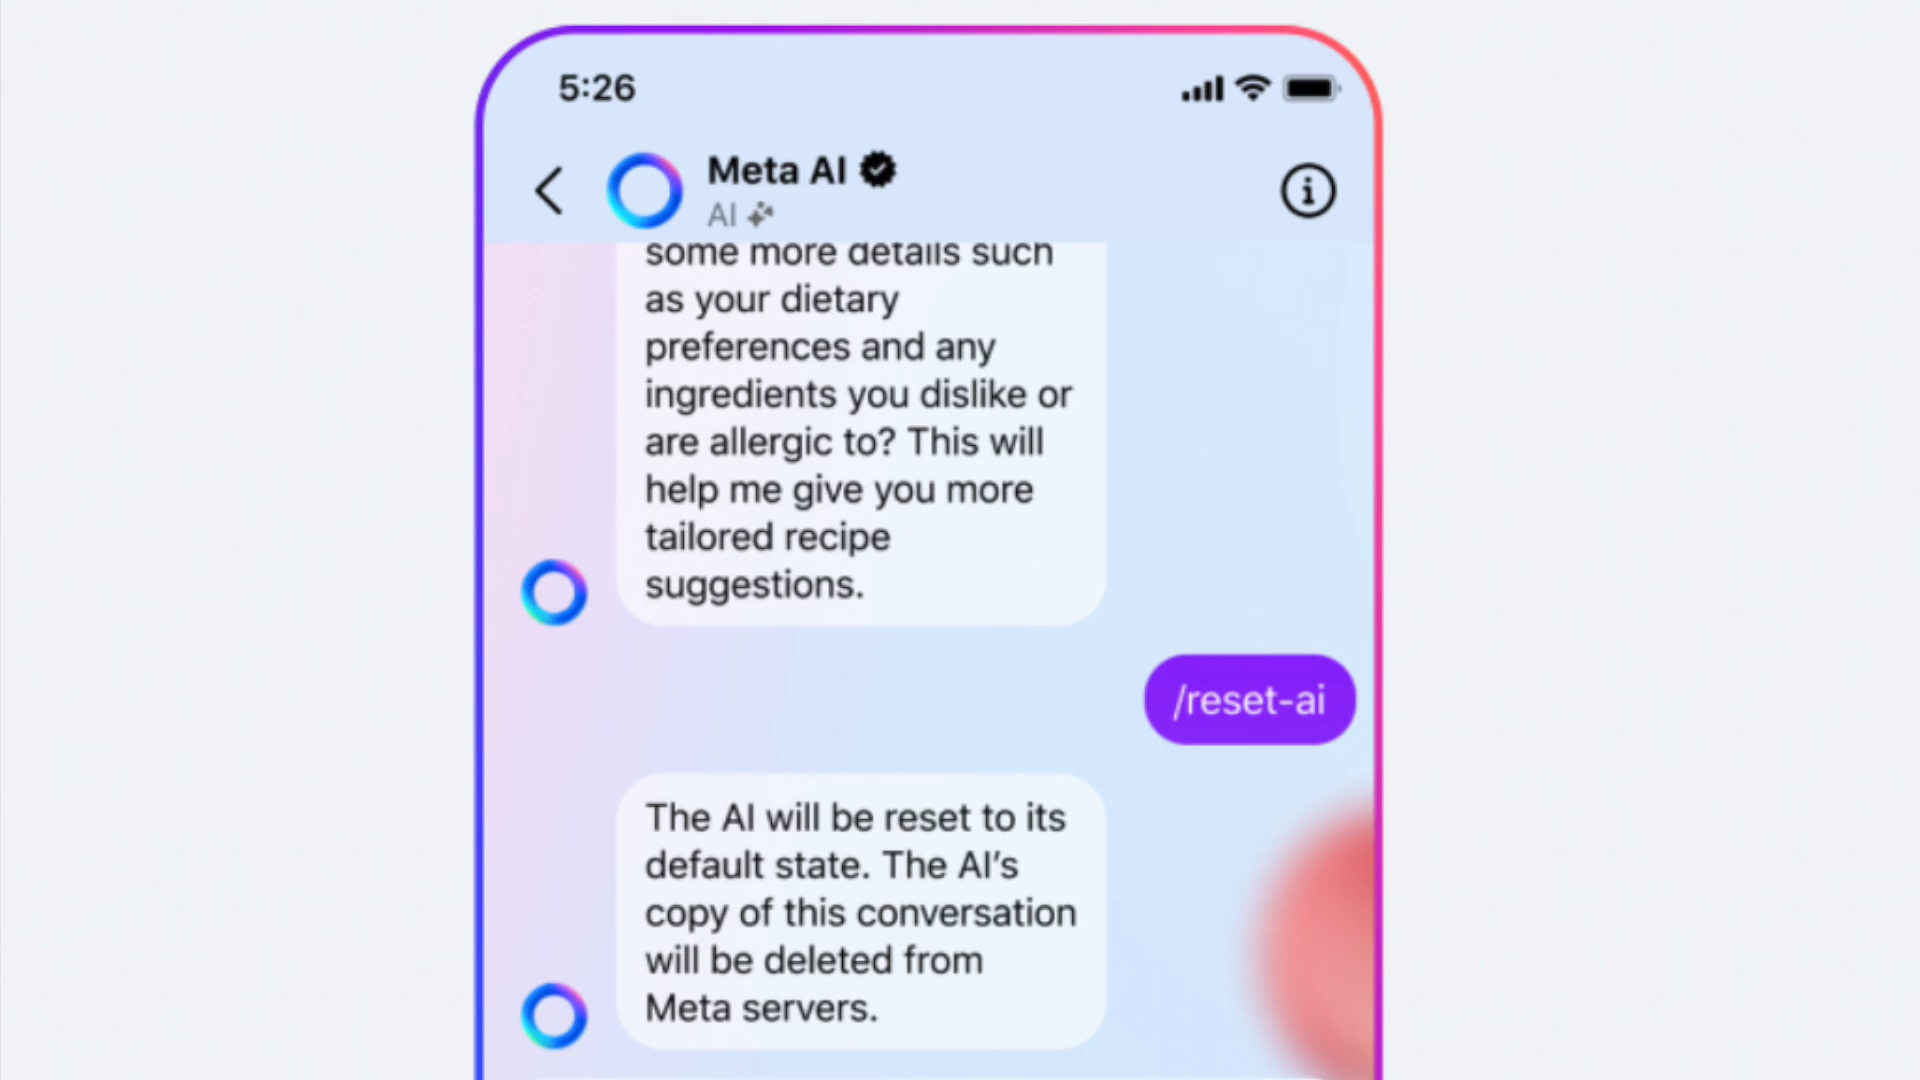 5:26
Meta AI
AI
some more details such
as your dietary
preferences and any
ingredients you dislike or
are allergic to? This will
help me give you more
tailored recipe
suggestions.
/reset-ai
The AI will be reset to its
default state. The AI’s
copy of this conversation
will be deleted from
Meta servers.